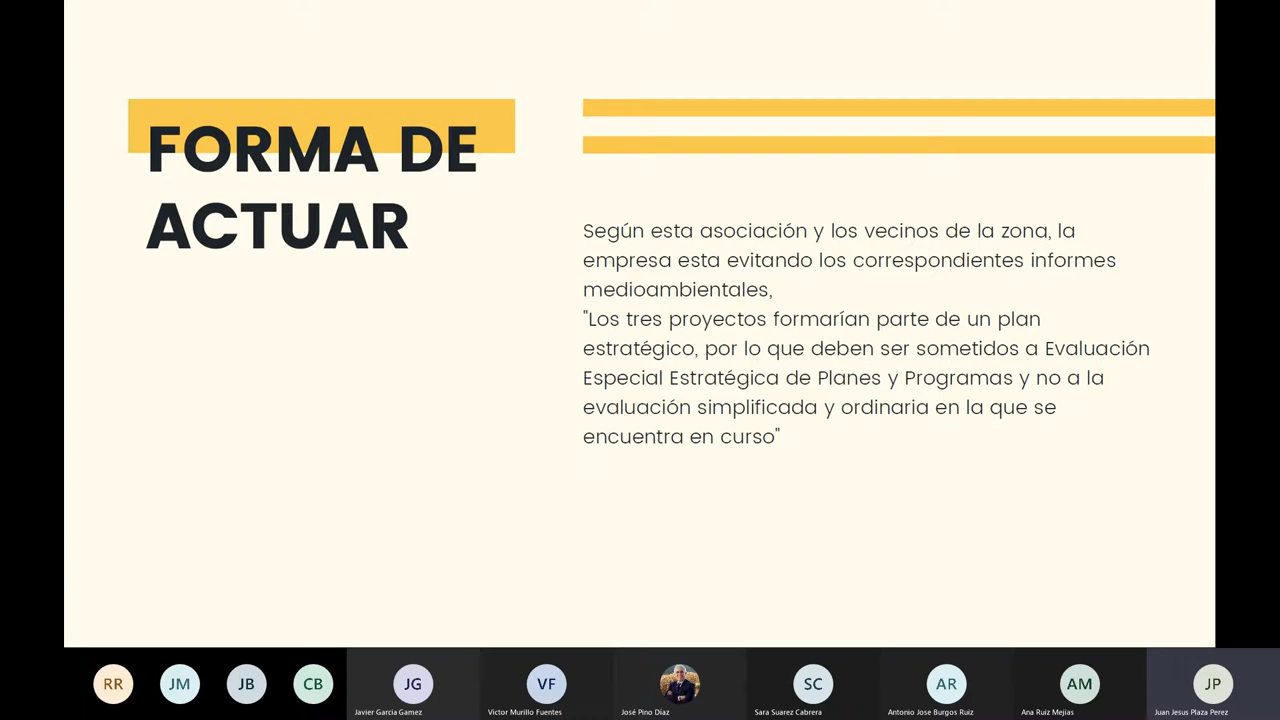 FORMA DE
ACTUAR
Según esta asociación y los vecinos de la zona, la
empresa esta evitando los correspondientes informes
medioambientales,
"Los tres proyectos formarían parte de un plan
estratégico, por lo que deben ser sometidos a Evaluación
Especial Estratégica de Planes y Programas y no a la
evaluación simplificada y ordinaria en la que se
encuentra en curso"
RR
JM
JB
CB
JG
VF
SC
AR
AM
JP
Javier Garcia Gamez
Victor Murillo Fuentes
José Pino Díaz
Sara Suarez Cabrera
Antonio Jose Burgos Ruiz
Ana Ruiz Mejias
Juan Jesus Plaza Perez